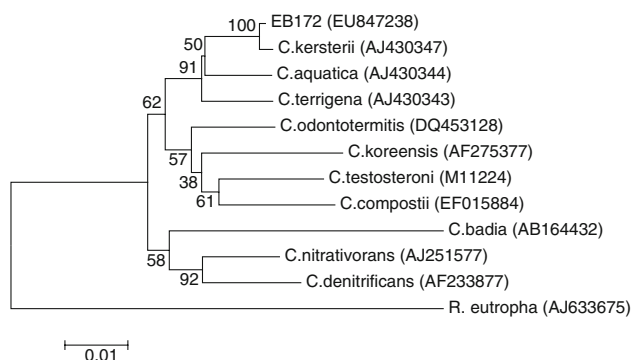 100 EB172 (EU847238)
50 C.kersterii (AJ430347)
91 C.aquatica (AJ430344)
C.terrigena (AJ430343)
62 C.odontotermitis (DQ453128)
57 C.koreensis (AF275377)
38 C.testosteroni (M11224)
61 C.compostii (EF015884)
C.badia (AB164432)
58 C.nitrativorans (AJ251577)
92 C.denitrificans (AF233877)
R. eutropha (AJ633675)
0.01